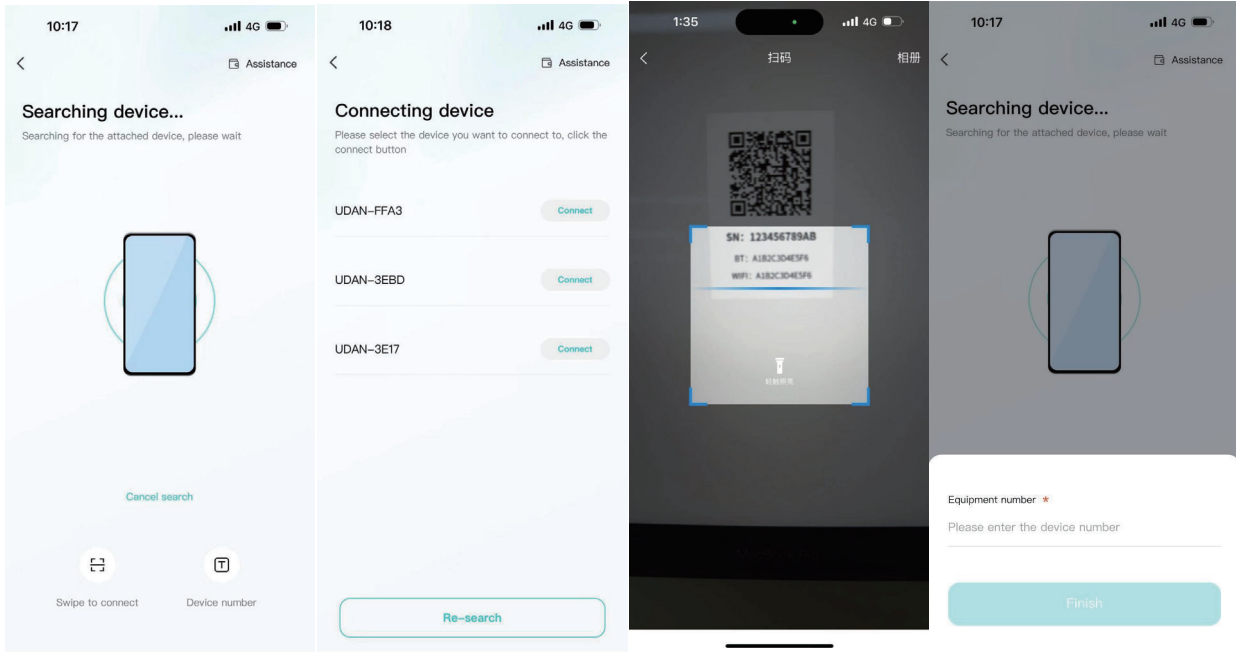 10:17
4G
Assistance
Searching device...
Searching for the attached device, please wait
Cancel search
Swipe to connect
T
Device number
10:18
4G
Assistance
Connecting device
Please select the device you want to connect to, click the
connect button
UDAN-FFA3
Connect
UDAN-3EBD
Connect
UDAN-3E17
Connect
Re-search
1:35
4G
扫码
相册
SN: 123456789AB
BT: A1B2C3D4E5F6
WIFI: A1B2C3D4E5F6
10:17
4G
Assistance
Searching device...
Searching for the attached device, please wait
Equipment number *
Please enter the device number
Finish